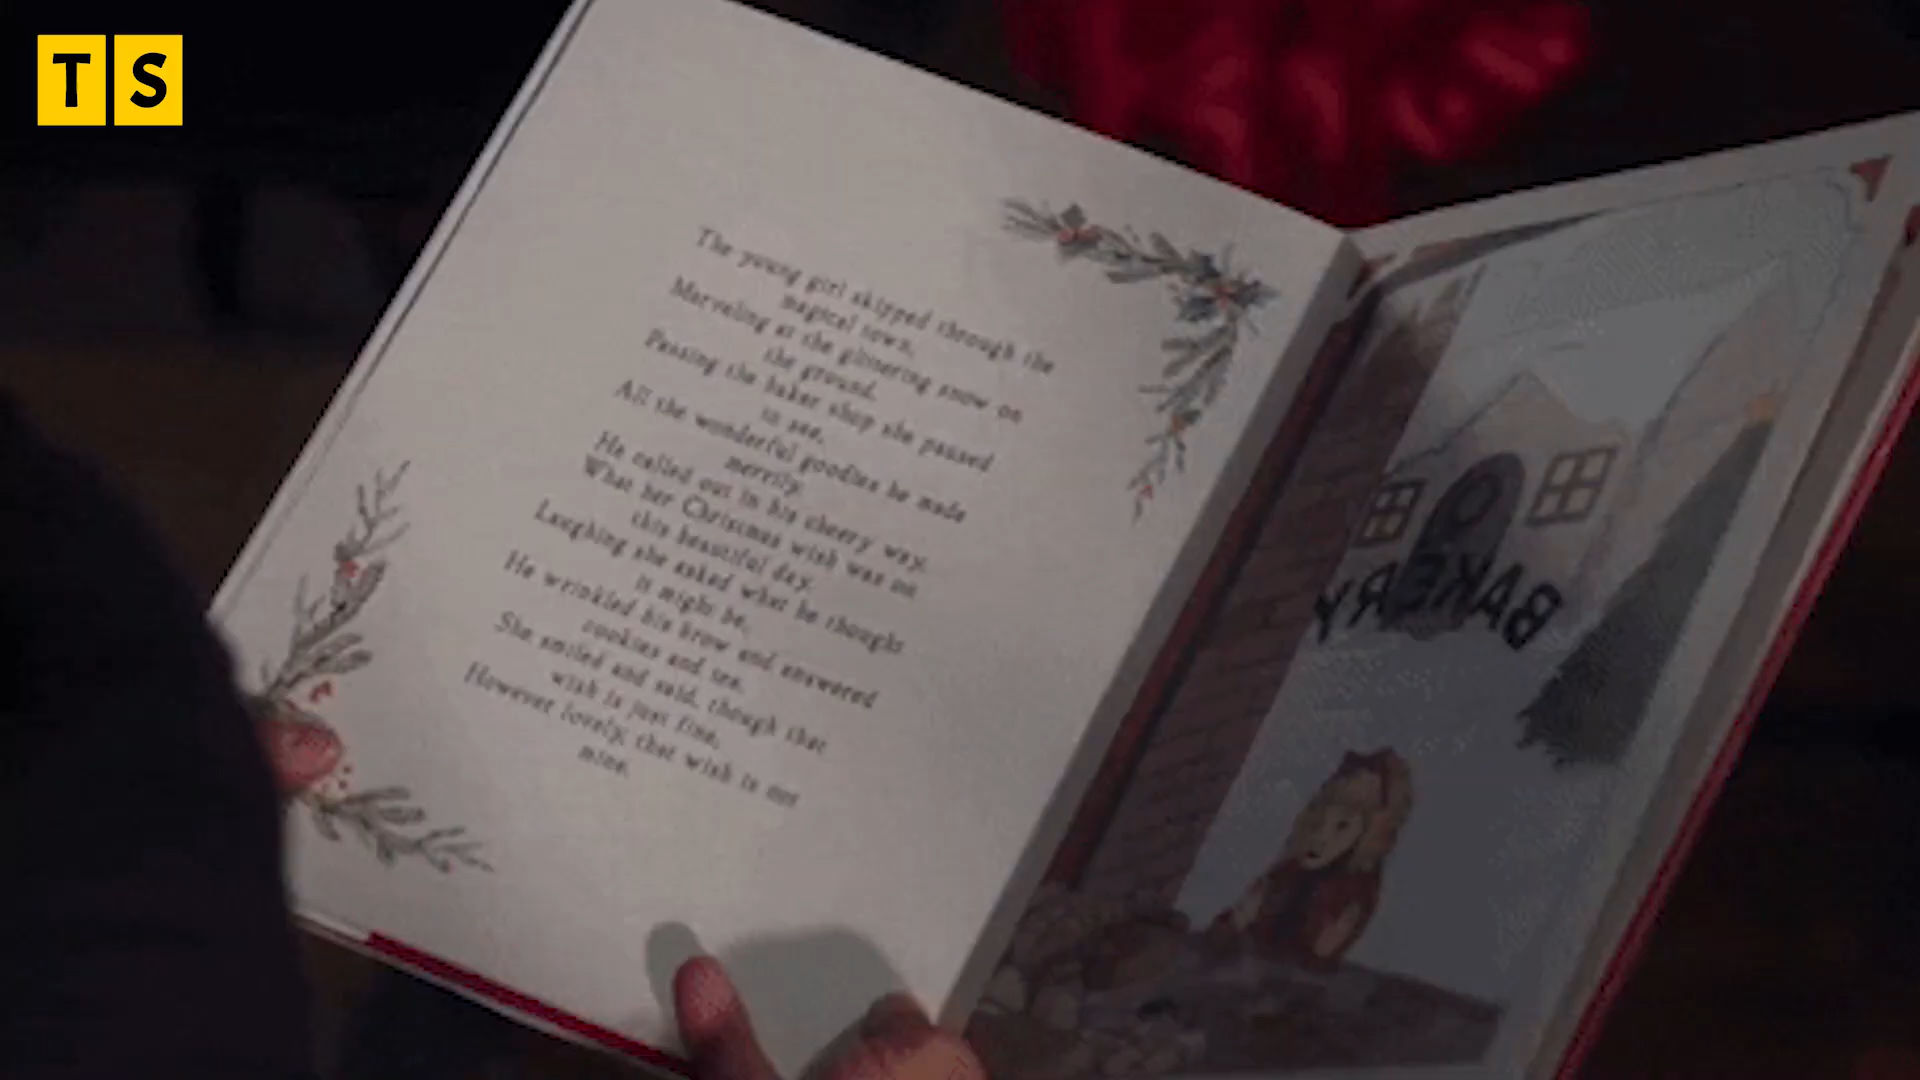 TS
The young girl skipped through the
magical town,
Marveling at the glittering snow on
the ground.
Passing the baker shop she paused
to see,
All the wonderful goodies he made
merrily.
He called out in his cheery way,
What her Christmas wish was on
this beautiful day.
Laughing she asked what he thought
it might be,
He wrinkled his brow and answered
cookies and tea.
She smiled and said, though that
wish is just fine,
However lovely, that wish is not
mine.
BAKERY